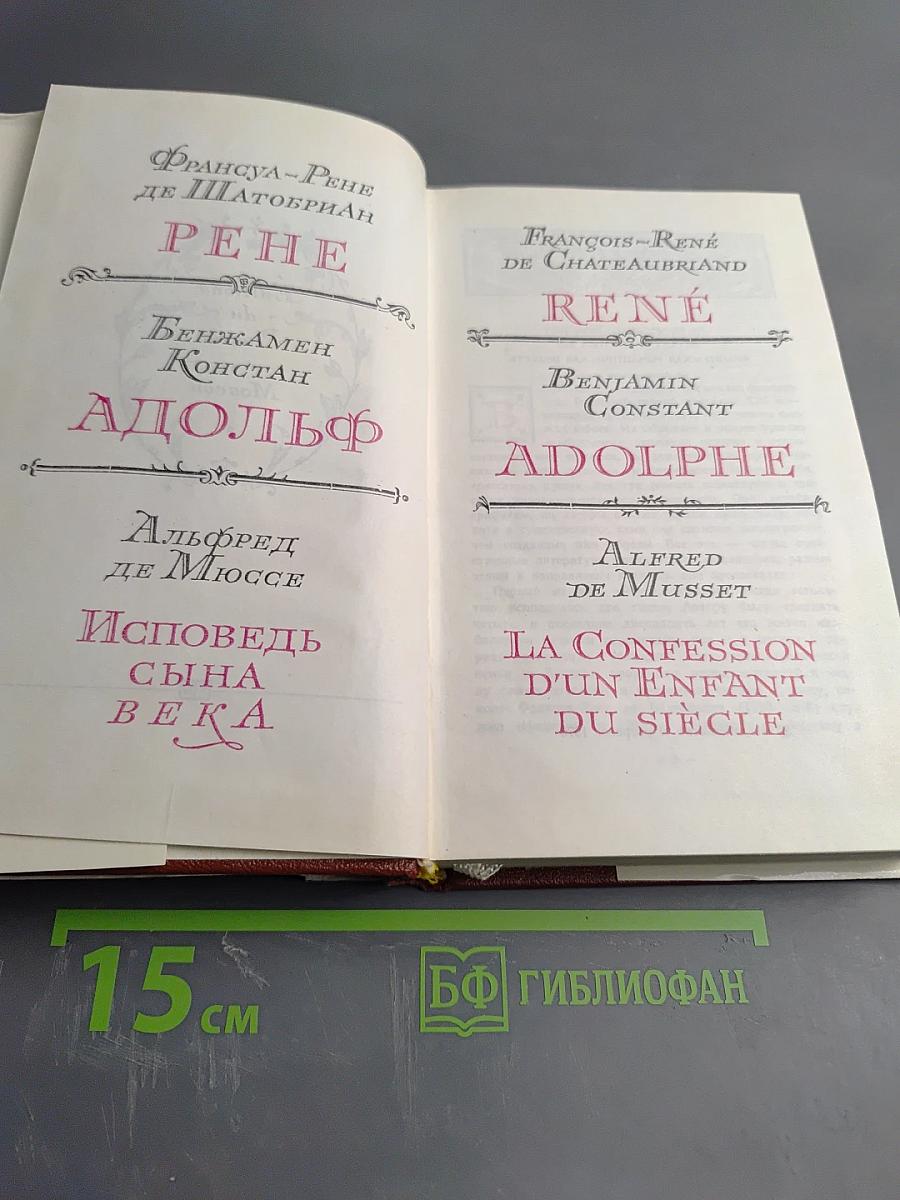 Франсуа-Рене
де Шатобриан
РЕНЕ
Бенжамен
Констан
АДОЛЬФ
Альфред
де Мюссе
Исповедь
сына
века
François-René
de Chateaubriand
RENÉ
Benjamin
Constant
ADOLPHE
Alfred
de Musset
La Confession
d'un Enfant
du siècle
15 см
БФ ГИБЛИОФАН